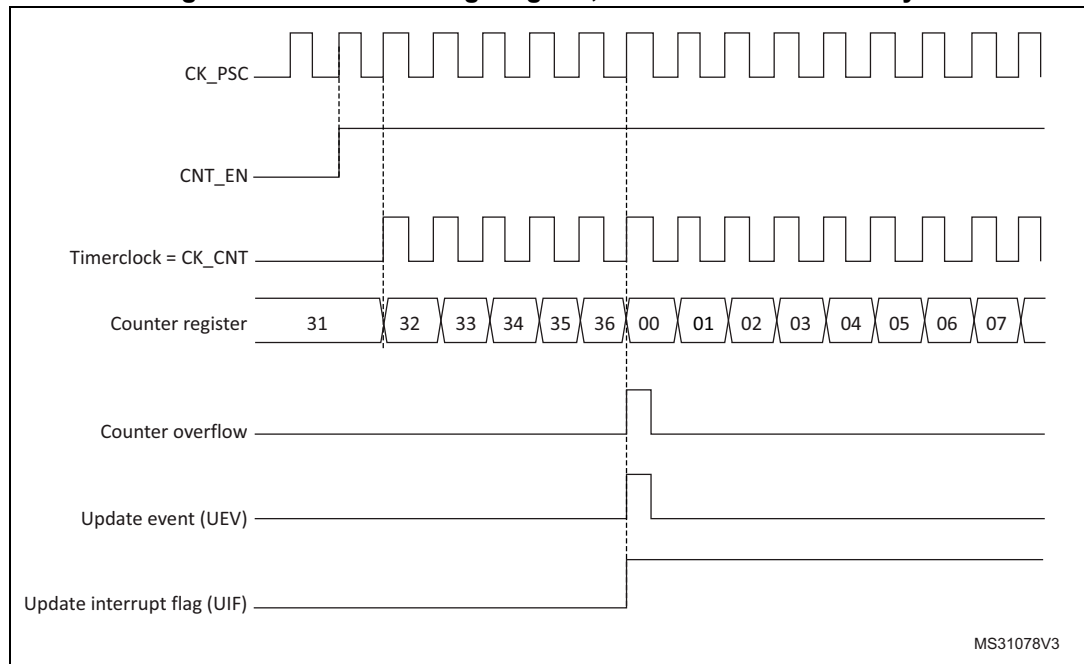 CK_PSC
CNT_EN
Timerclock = CK_CNT
Counter register 31 32 33 34 35 36 00 01 02 03 04 05 06 07
Counter overflow
Update event (UEV)
Update interrupt flag (UIF)
MS31078V3